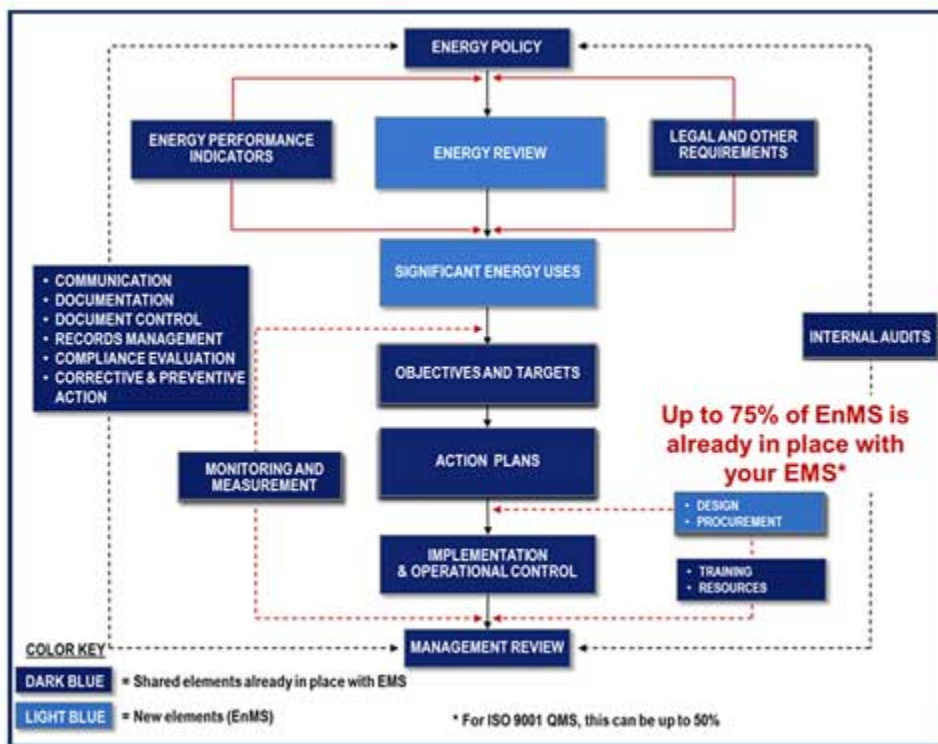 ENERGY POLICY
ENERGY PERFORMANCE
INDICATORS
ENERGY REVIEW
LEGAL AND OTHER
REQUIREMENTS
SIGNIFICANT ENERGY USES
• COMMUNICATION
• DOCUMENTATION
• DOCUMENT CONTROL
• RECORDS MANAGEMENT
• COMPLIANCE EVALUATION
• CORRECTIVE & PREVENTIVE
ACTION
INTERNAL AUDITS
OBJECTIVES AND TARGETS
Up to 75% of EnMS is
already in place with
your EMS*
MONITORING AND
MEASUREMENT
ACTION PLANS
• DESIGN
• PROCUREMENT
IMPLEMENTATION
& OPERATIONAL CONTROL
• TRAINING
• RESOURCES
MANAGEMENT REVIEW
COLOR KEY
DARK BLUE = Shared elements already in place with EMS
LIGHT BLUE = New elements (EnMS)
* For ISO 9001 QMS, this can be up to 50%